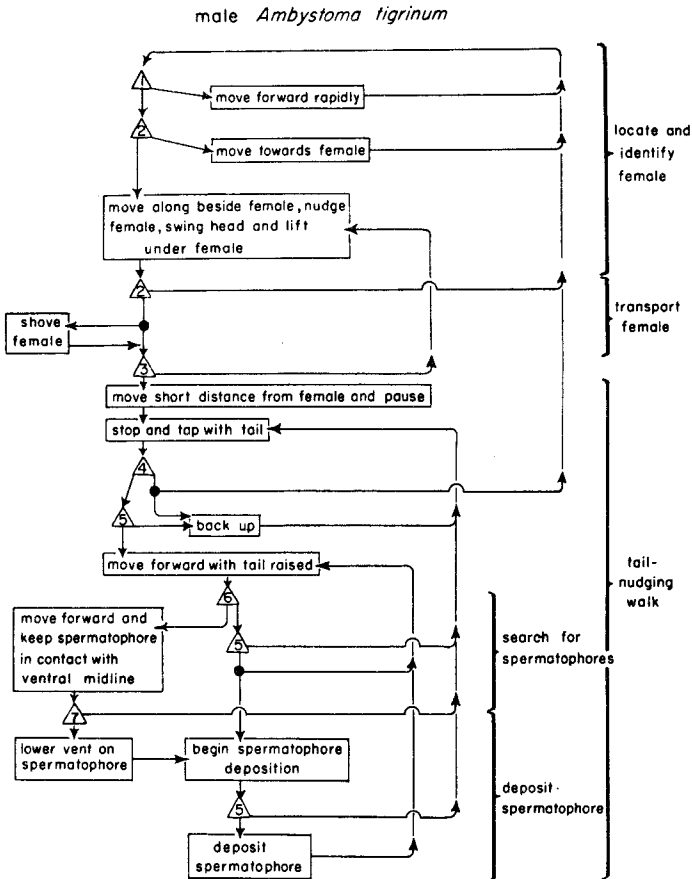 male Ambystoma tigrinum
1
move forward rapidly
2
move towards female
locate and
identify
female
move along beside female, nudge
female, swing head and lift
under female
2
transport
female
shove
female
3
move short distance from female and pause
stop and tap with tail
4
5
back up
move forward with tail raised
tail-
nudging
walk
6
move forward and
keep spermatophore
in contact with
ventral midline
5
search for
spermatophores
7
lower vent on
spermatophore
begin spermatophore
deposition
deposit
spermatophore
5
deposit
spermatophore